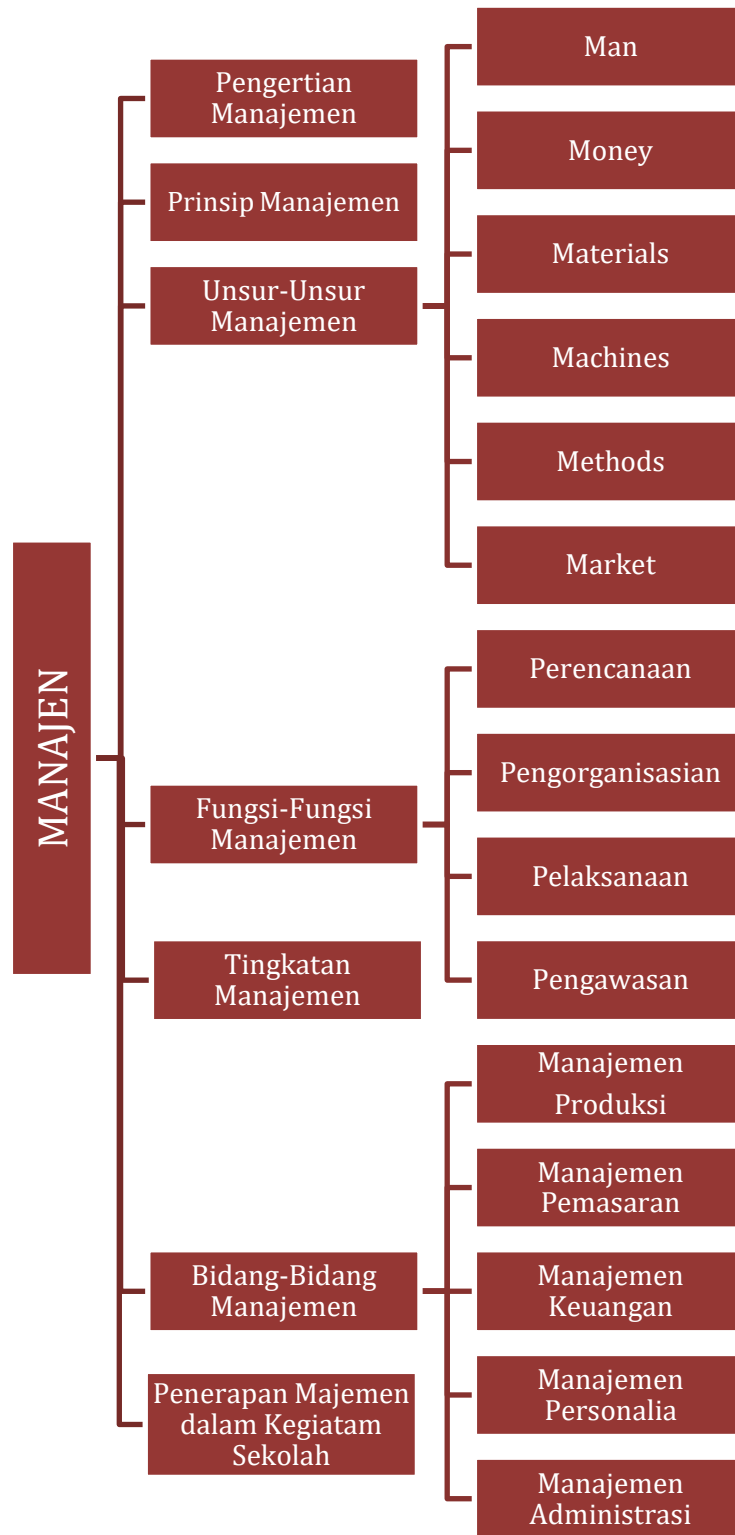 MANAJEN
Pengertian
Manajemen
Prinsip Manajemen
Unsur-Unsur
Manajemen
Man
Money
Materials
Machines
Methods
Market
Fungsi-Fungsi
Manajemen
Perencanaan
Pengorganisasian
Pelaksanaan
Pengawasan
Tingkatan
Manajemen
Bidang-Bidang
Manajemen
Manajemen
Produksi
Manajemen
Pemasaran
Manajemen
Keuangan
Manajemen
Personalia
Manajemen
Administrasi
Penerapan Majemen
dalam Kegiatam
Sekolah